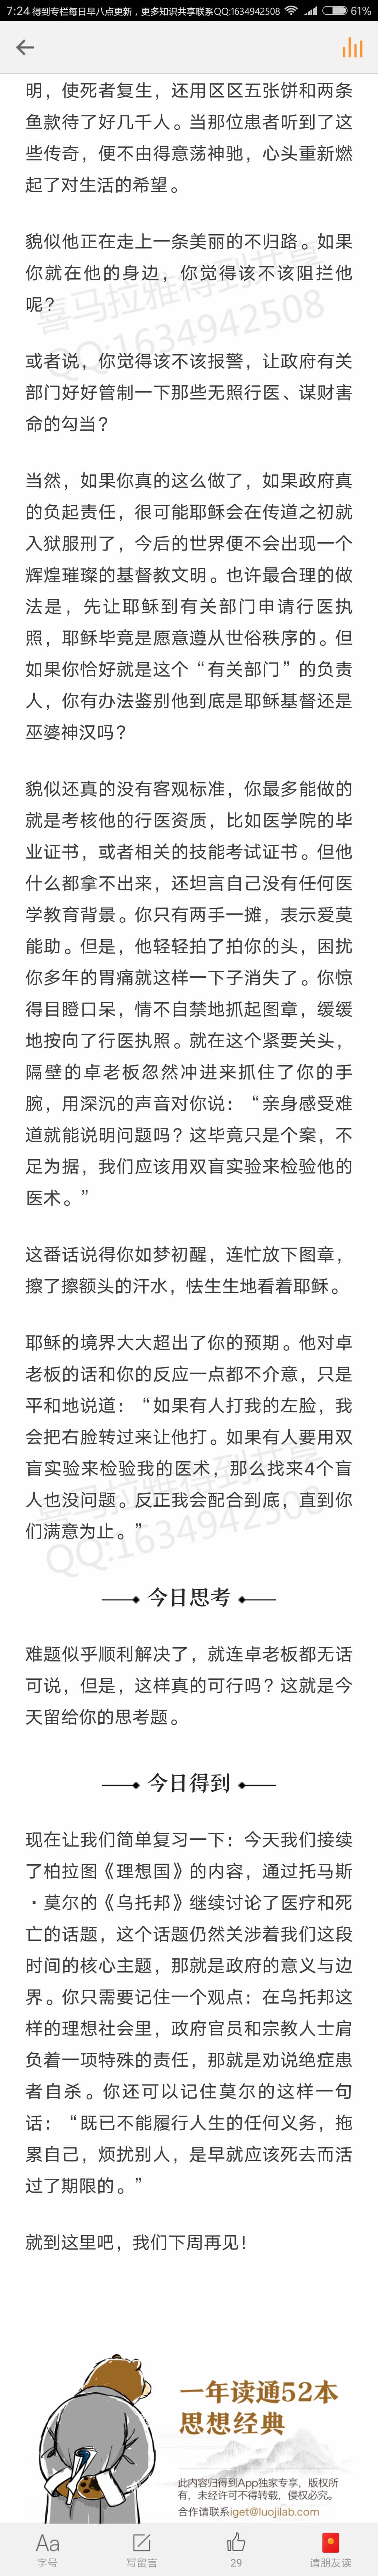 7:24 得到专栏每日早八点更新，更多知识共享联系QQ:1634942508 61%
明，使死者复生，还用区区五张饼和两条
鱼款待了好几千人。当那位患者听到了这
些传奇，便不由得意荡神驰，心头重新燃
起了对生活的希望。
貌似他正在走上一条美丽的不归路。如果
你就在他的身边，你觉得该不该阻拦他
呢？
喜马拉雅得到共享
QQ:1634942508
或者说，你觉得该不该报警，让政府有关
部门好好管制一下那些无照行医、谋财害
命的勾当？
当然，如果你真的这么做了，如果政府真
的负起责任，很可能耶稣会在传道之初就
入狱服刑了，今后的世界便不会出现一个
辉煌璀璨的基督教文明。也许最合理的做
法是，先让耶稣到有关部门申请行医执
照，耶稣毕竟是愿意遵从世俗秩序的。但
如果你恰好就是这个“有关部门”的负责
人，你有办法鉴别他到底是耶稣基督还是
巫婆神汉吗？
貌似还真的没有客观标准，你最多能做的
就是考核他的行医资质，比如医学院的毕
业证书，或者相关的技能考试证书。但他
什么都拿不出来，还坦言自己没有任何医
学教育背景。你只有两手一摊，表示爱莫
能助。但是，他轻轻拍了拍你的头，困扰
你多年的胃痛就这样一下子消失了。你惊
得目瞪口呆，情不自禁地抓起图章，缓缓
地按向了行医执照。就在这个紧要关头，
隔壁的卓老板忽然冲进来抓住了你的手
腕，用深沉的声音对你说：“亲身感受难
道就能说明问题吗？这毕竟只是个案，不
足为据，我们应该用双盲实验来检验他的
医术。”
这番话说得你如梦初醒，连忙放下图章，
擦了擦额头的汗水，怯生生地看着耶稣。
耶稣的境界大大超出了你的预期。他对卓
老板的话和你的反应一点都不介意，只是
平和地说道：“如果有人打我的左脸，我
会把右脸转过来让他打。如果有人要用双
盲实验来检验我的医术，那么找来4个盲
人也没问题。反正我会配合到底，直到你
们满意为止。”
喜马拉雅得到共享
QQ:1634942508
今日思考
难题似乎顺利解决了，就连卓老板都无话
可说，但是，这样真的可行吗？这就是今
天留给你的思考题。
今日得到
现在让我们简单复习一下：今天我们接续
了柏拉图《理想国》的内容，通过托马斯
·莫尔的《乌托邦》继续讨论了医疗和死
亡的话题，这个话题仍然关涉着我们这段
时间的核心主题，那就是政府的意义与边
界。你只需要记住一个观点：在乌托邦这
样的理想社会里，政府官员和宗教人士肩
负着一项特殊的责任，那就是劝说绝症患
者自杀。你还可以记住莫尔的这样一句
话：“既已不能履行人生的任何义务，拖
累自己，烦扰别人，是早就应该死去而活
过了期限的。”
就到这里吧，我们下周再见！
一年读通52本
思想经典
此内容归得到App独家专享，版权所
有，未经许可不得转载，侵权必究。
合作请联系iget@luojilab.com
Aa
字号 写留言 29 请朋友读